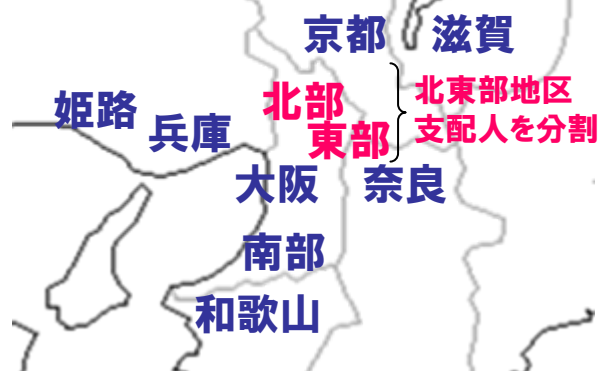 京都
滋賀
北東部地区
支配人を分割
北部
東部
姫路
兵庫
大阪
奈良
南部
和歌山